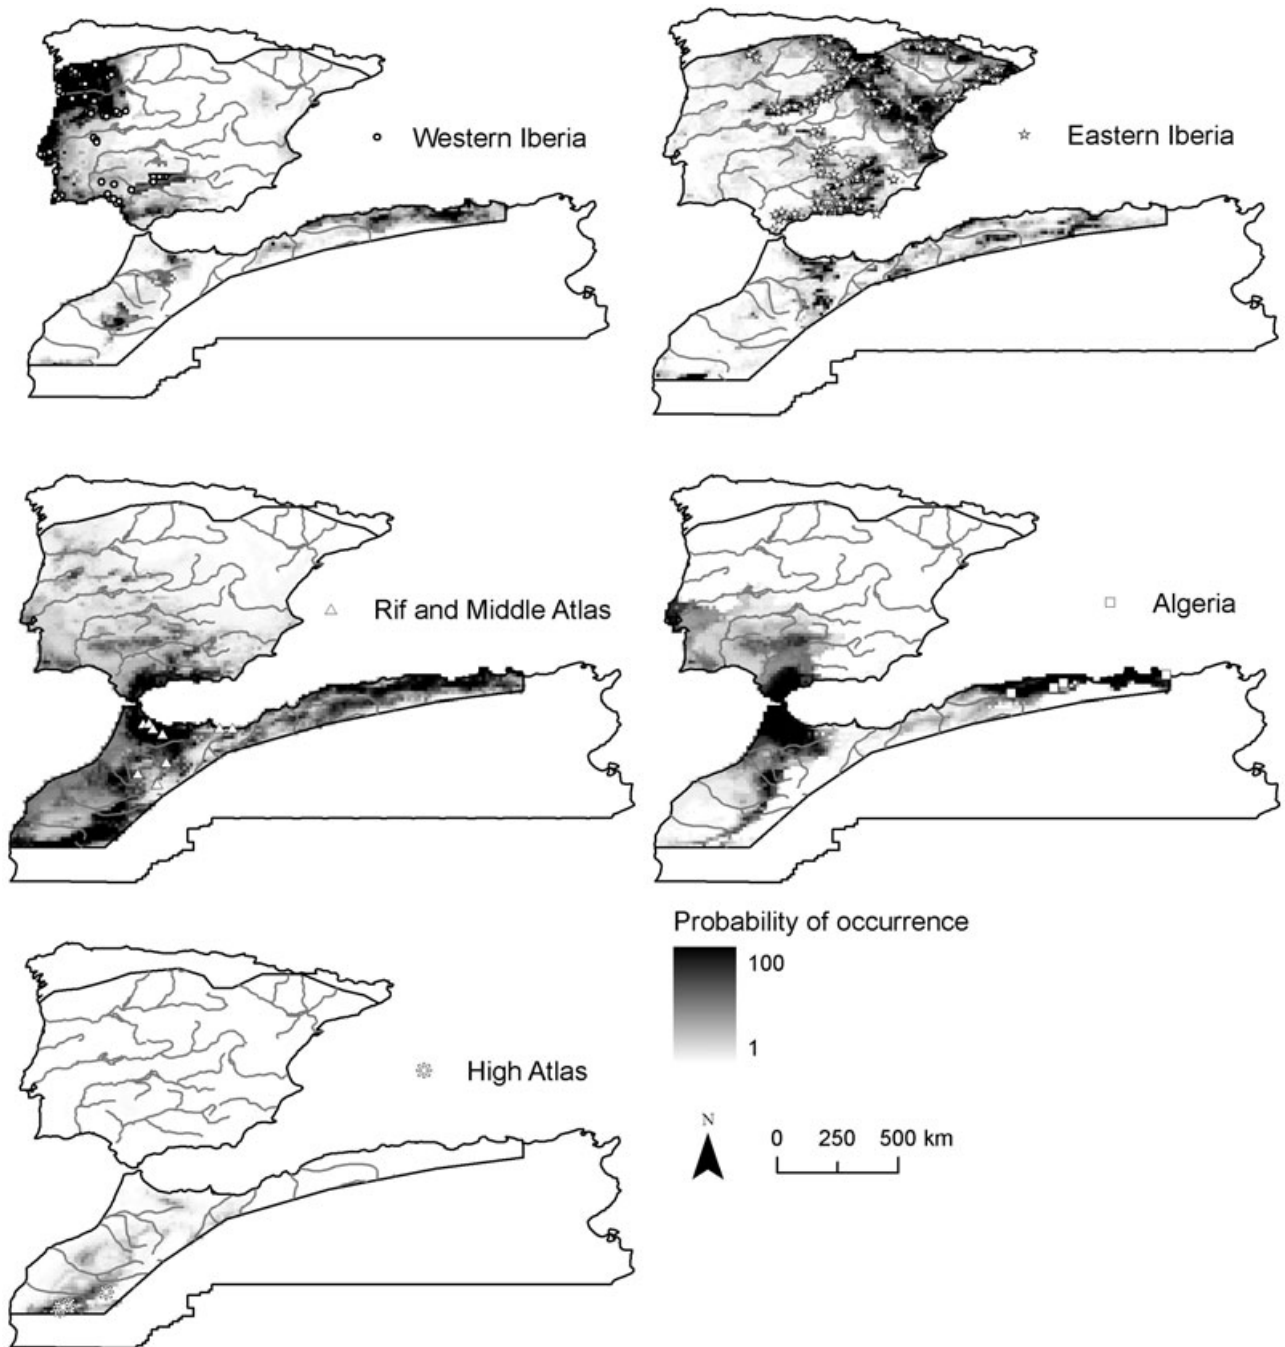 Western Iberia
Eastern Iberia
Rif and Middle Atlas
Algeria
Probability of occurrence
100
1
High Atlas
N
0 250 500 km